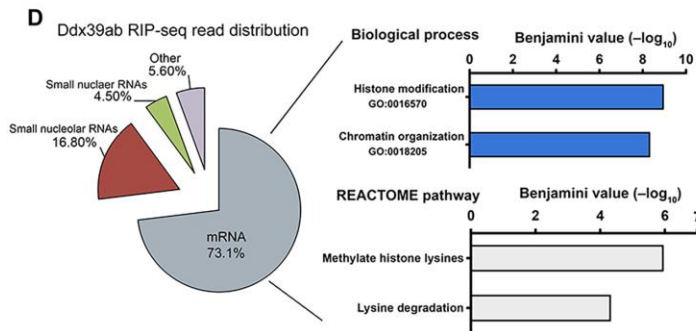 D
Ddx39ab RIP-seq read distribution
Other
5.60%
Small nuclaer RNAs
4.50%
Small nucleolar RNAs
16.80%
mRNA
73.1%
Biological process
Benjamini value (–log10)
0 2 4 6 8 10
Histone modification
GO:0016570
Chromatin organization
GO:0018205
REACTOME pathway
Benjamini value (–log10)
0 2 4 6 7
Methylate histone lysines
Lysine degradation